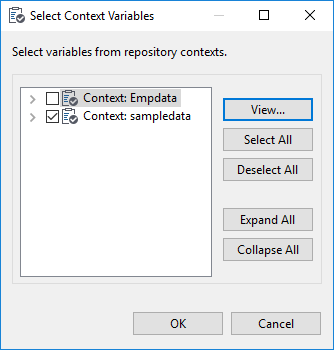 Select Context Variables
Select variables from repository contexts.
Context: Empdata
Context: sampledata
View...
Select All
Deselect All
Expand All
Collapse All
OK
Cancel